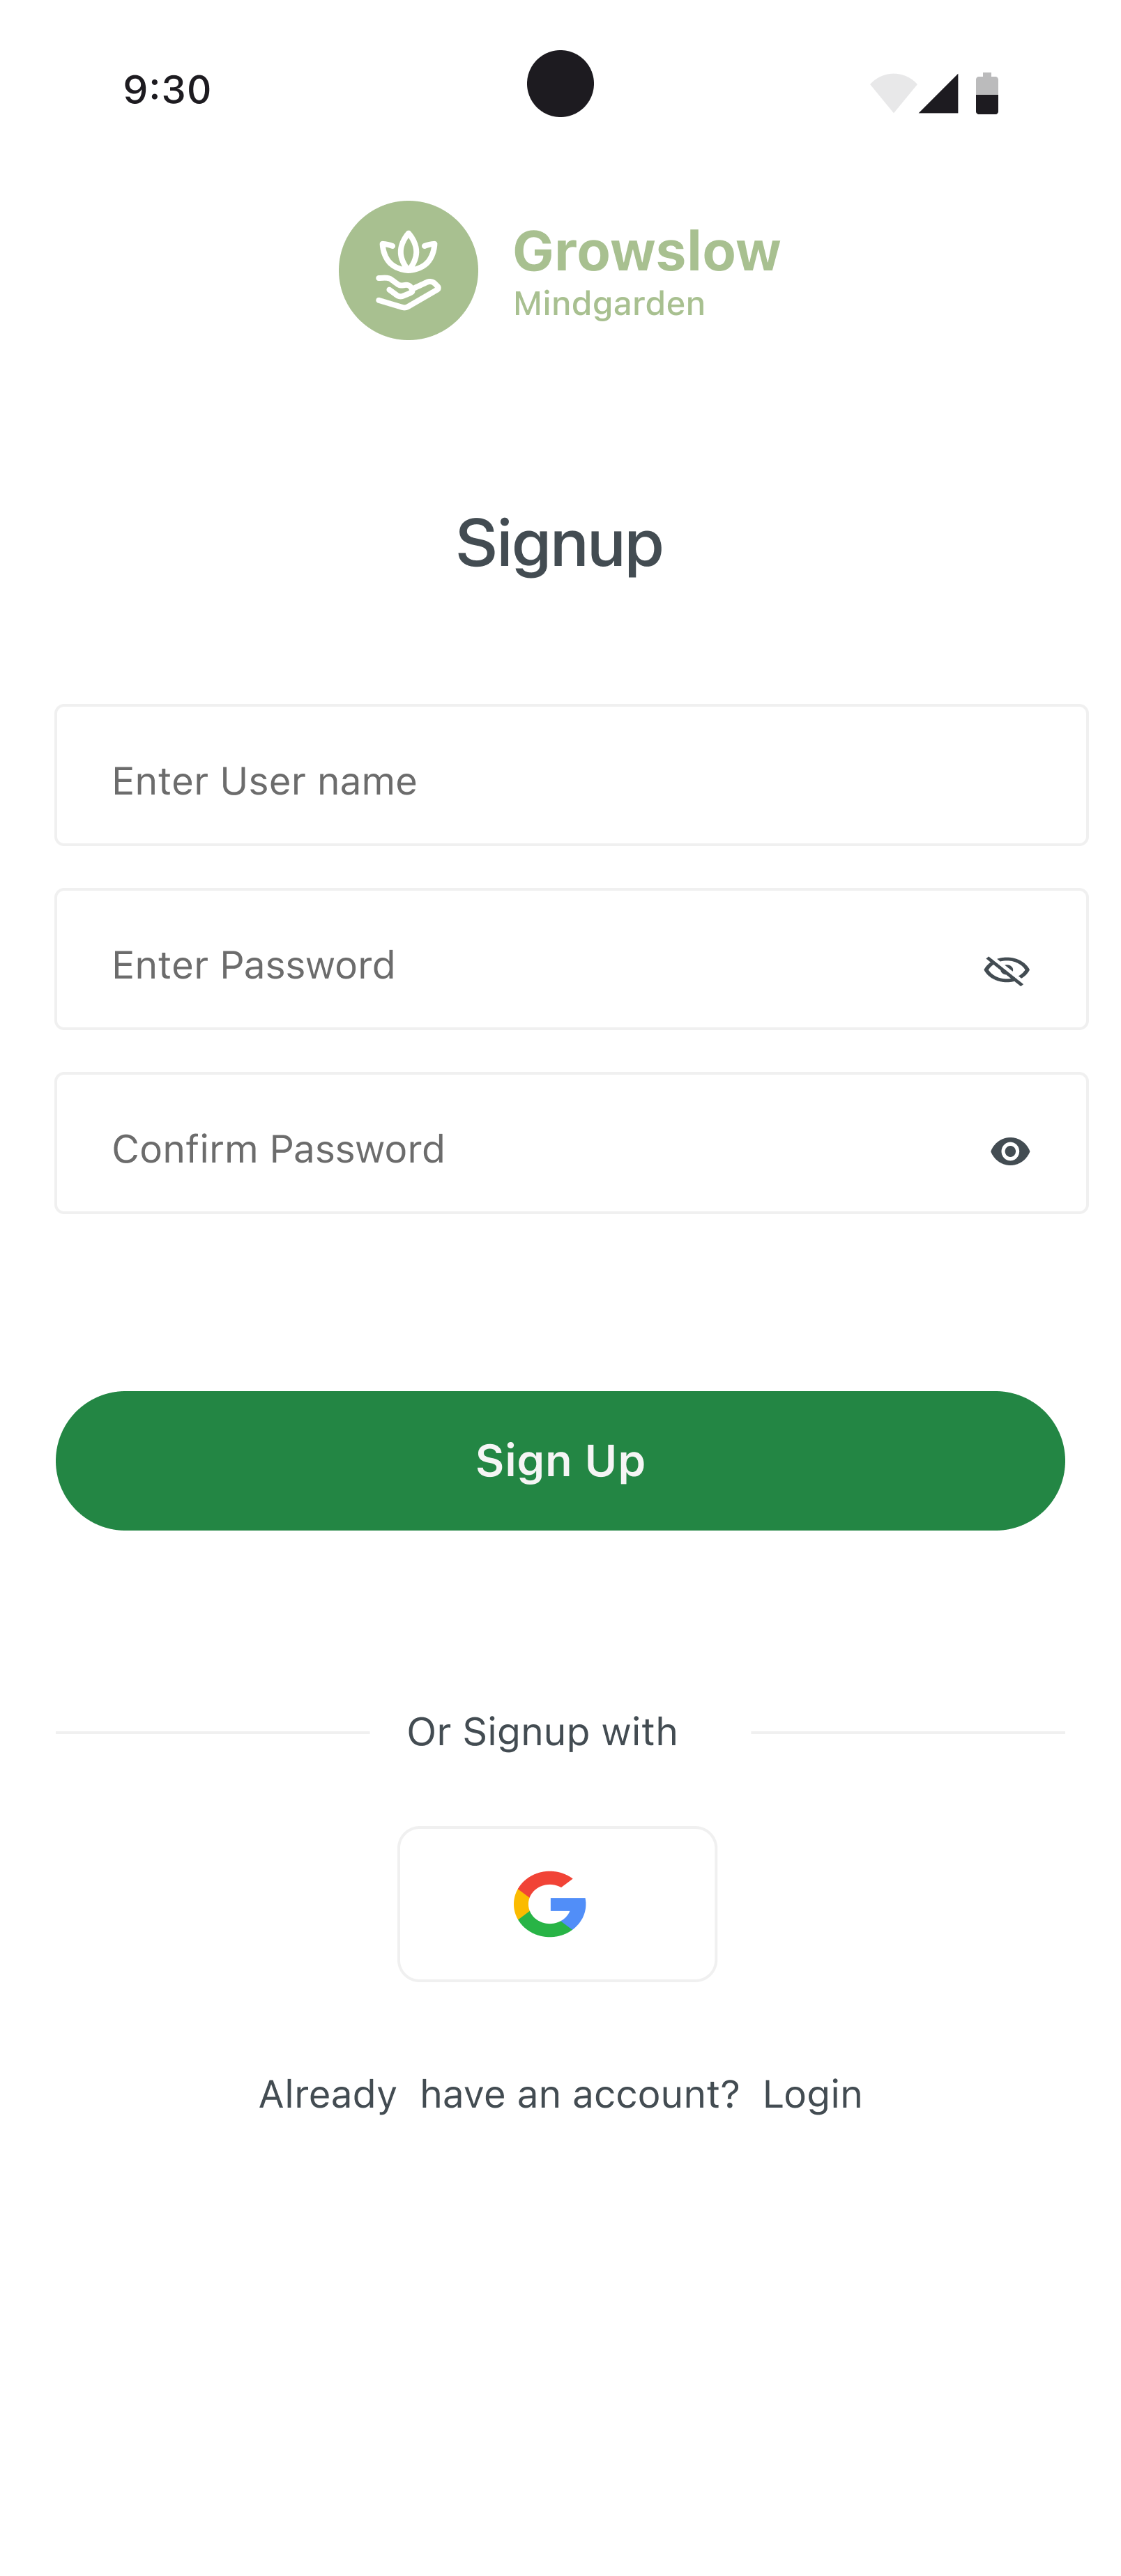 9:30
Growslow
Mindgarden
Signup
Enter User name
Enter Password
Confirm Password
Sign Up
Or Signup with
Already  have an account?  Login